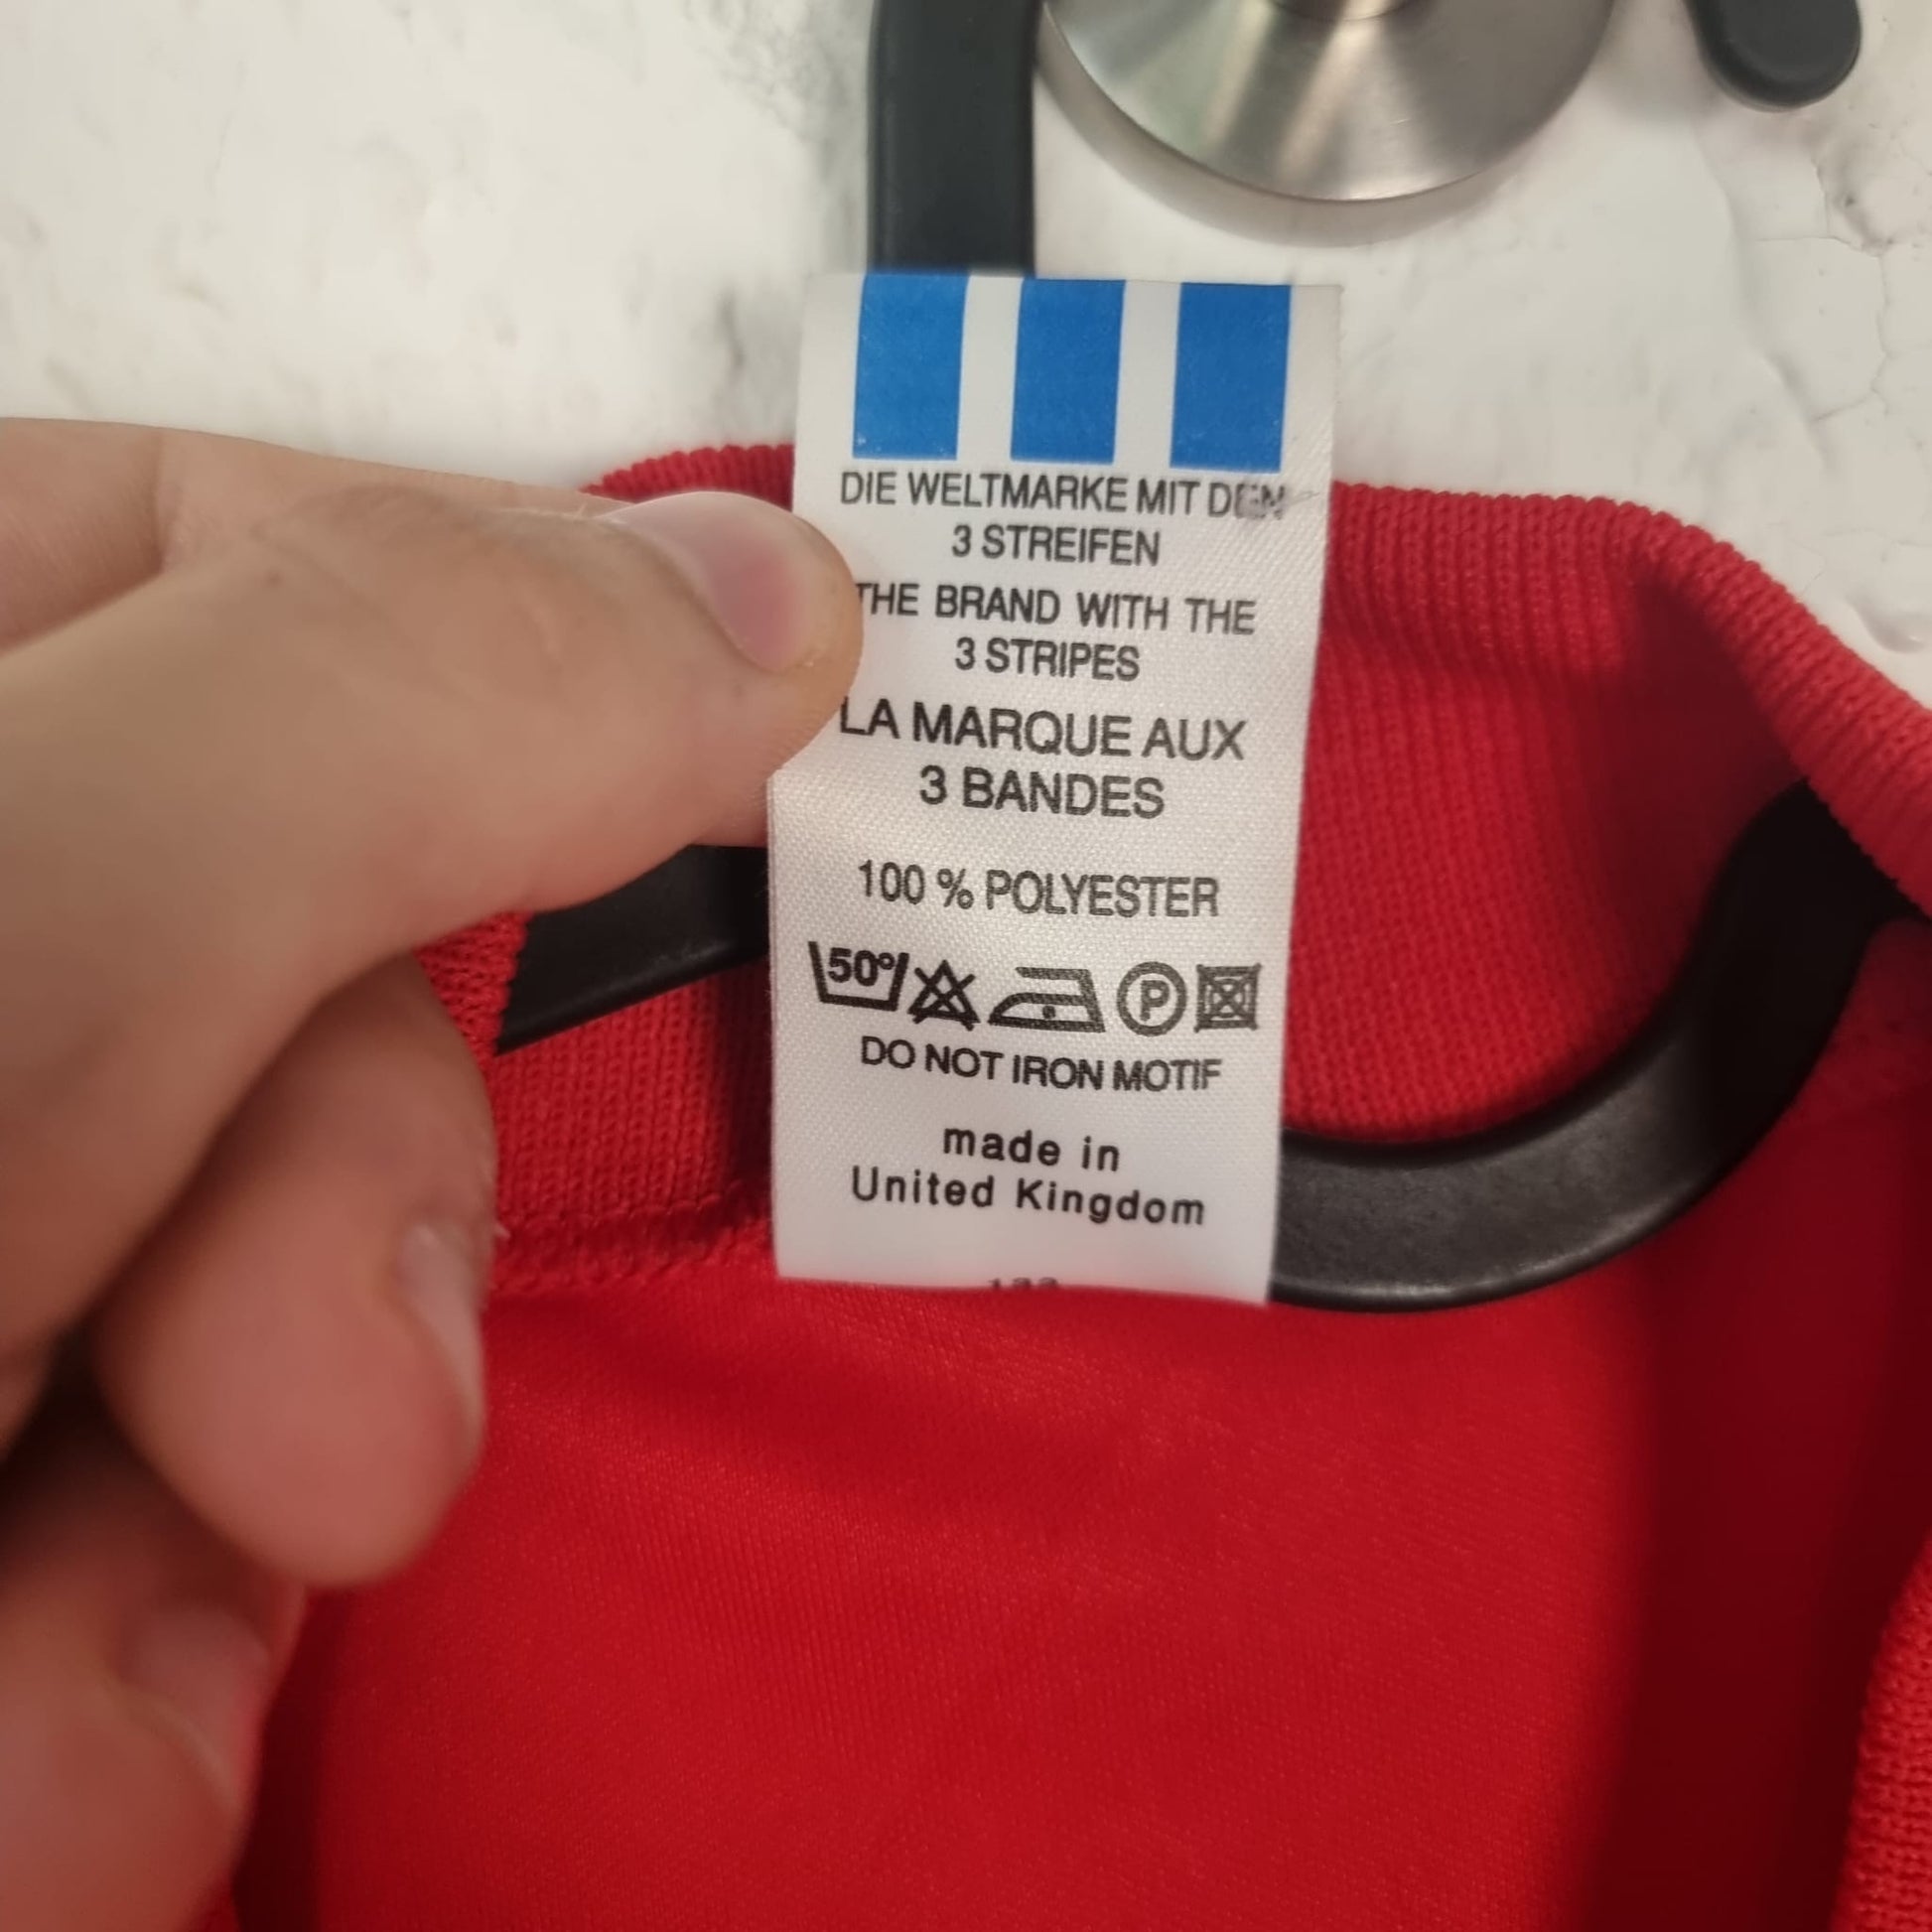 DIE WELTMARKE MIT DEN
3 STREIFEN
THE BRAND WITH THE
3 STRIPES
LA MARQUE AUX
3 BANDES
100 % POLYESTER
50° P
DO NOT IRON MOTIF
made in
United Kingdom